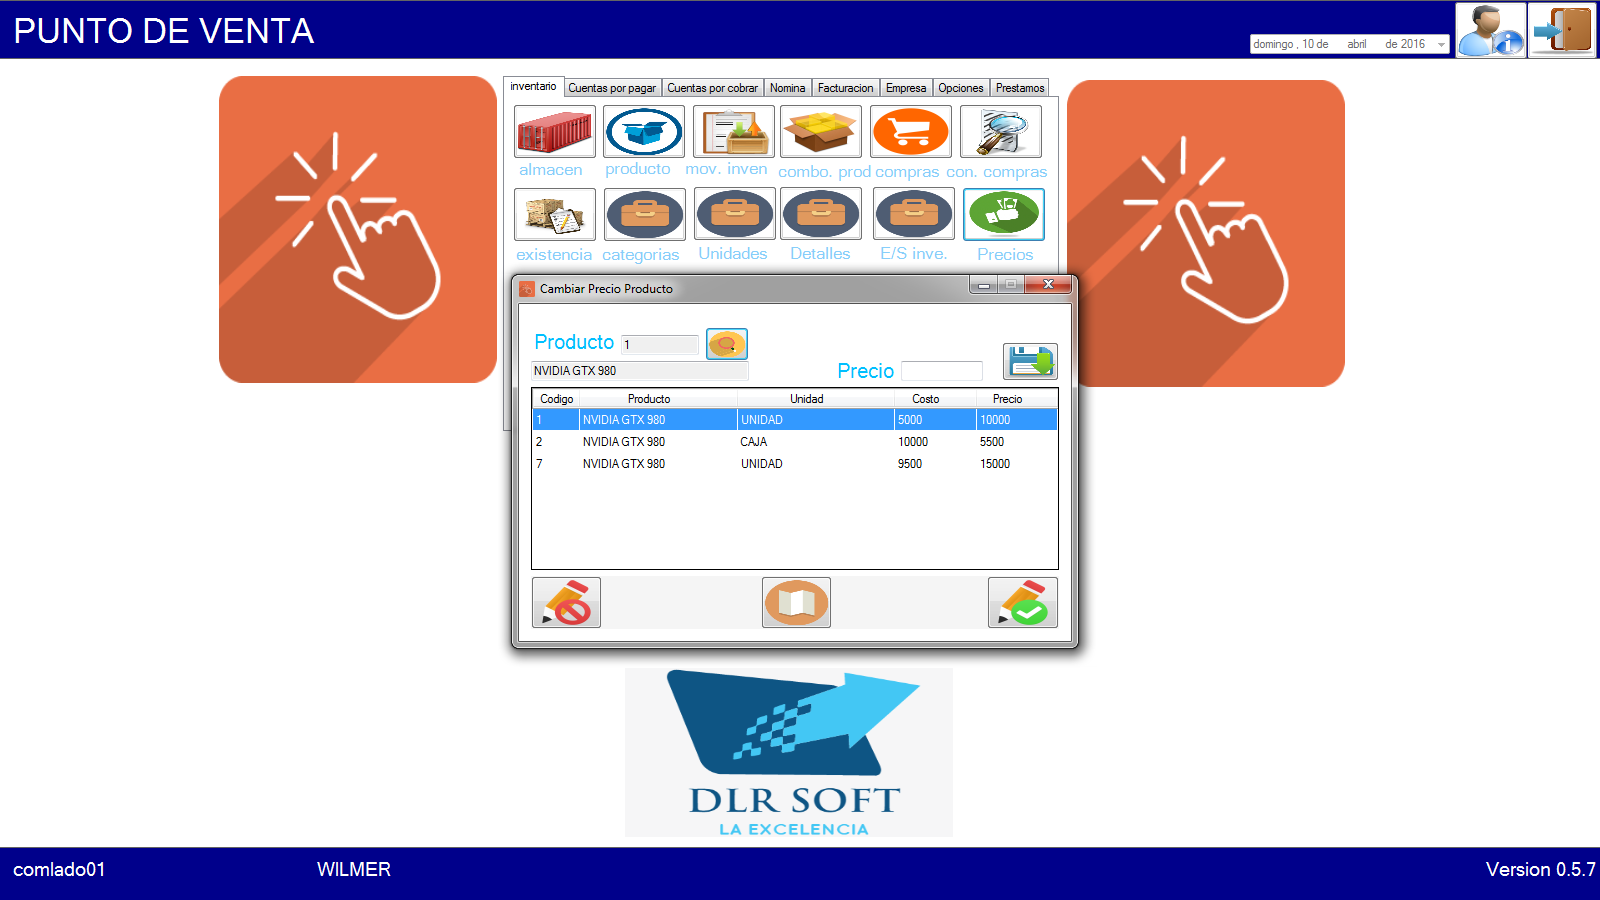 PUNTO DE VENTA
domingo , 10 de abril de 2016
inventario Cuentas por pagar Cuentas por cobrar Nomina Facturacion Empresa Opciones Prestamos
almacen producto mov. inven combo. prod compras con. compras
existencia categorias Unidades Detalles E/S inve. Precios
Cambiar Precio Producto
Producto 1
NVIDIA GTX 980
Precio
Codigo Producto Unidad Costo Precio
1 NVIDIA GTX 980 UNIDAD 5000 10000
2 NVIDIA GTX 980 CAJA 10000 5500
7 NVIDIA GTX 980 UNIDAD 9500 15000
DLR SOFT
LA EXCELENCIA
comlado01 WILMER Version 0.5.7